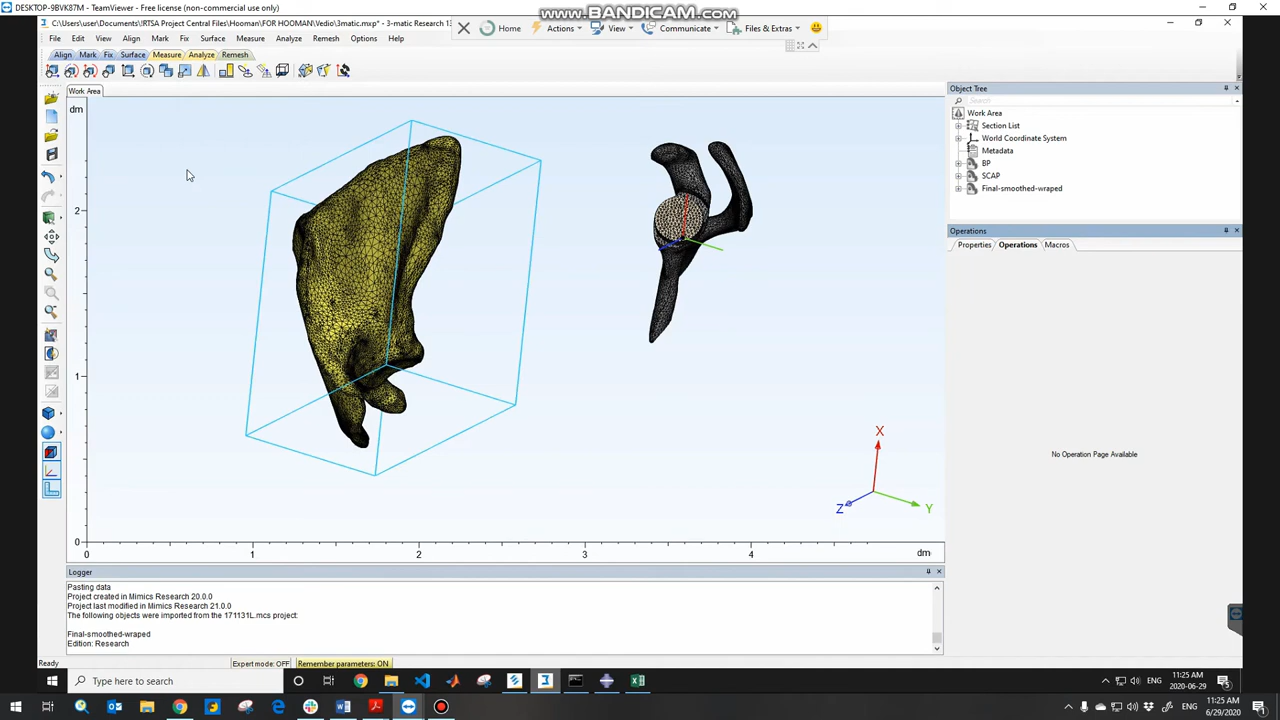 DESKTOP-9BVK87M - TeamViewer - Free license (non-commercial use only)
www.BANDICAM.com
C:\Users\user\Documents\!RTSA Project Central Files\Hooman\FOR HOOMAN\Vedio\3matic.mxp* - 3-matic Research 13
Home Actions View Communicate Files & Extras
File Edit View Align Mark Fix Surface Measure Analyze Remesh Options Help
Align Mark Fix Surface Measure Analyze Remesh
Work Area
dm
2
1
0
0 1 2 3 4 dm
X
Z
Y
Object Tree
Search
Work Area
Section List
World Coordinate System
Metadata
BP
SCAP
Final-smoothed-wraped
Operations
Properties Operations Macros
No Operation Page Available
Logger
Pasting data
Project created in Mimics Research 20.0.0
Project last modified in Mimics Research 21.0.0
The following objects were imported from the 171131L.mcs project:
Final-smoothed-wraped
Edition: Research
Ready
Expert mode: OFF Remember parameters: ON
Type here to search
ENG 11:25 AM
2020-06-29
ENG 11:25 AM
6/29/2020